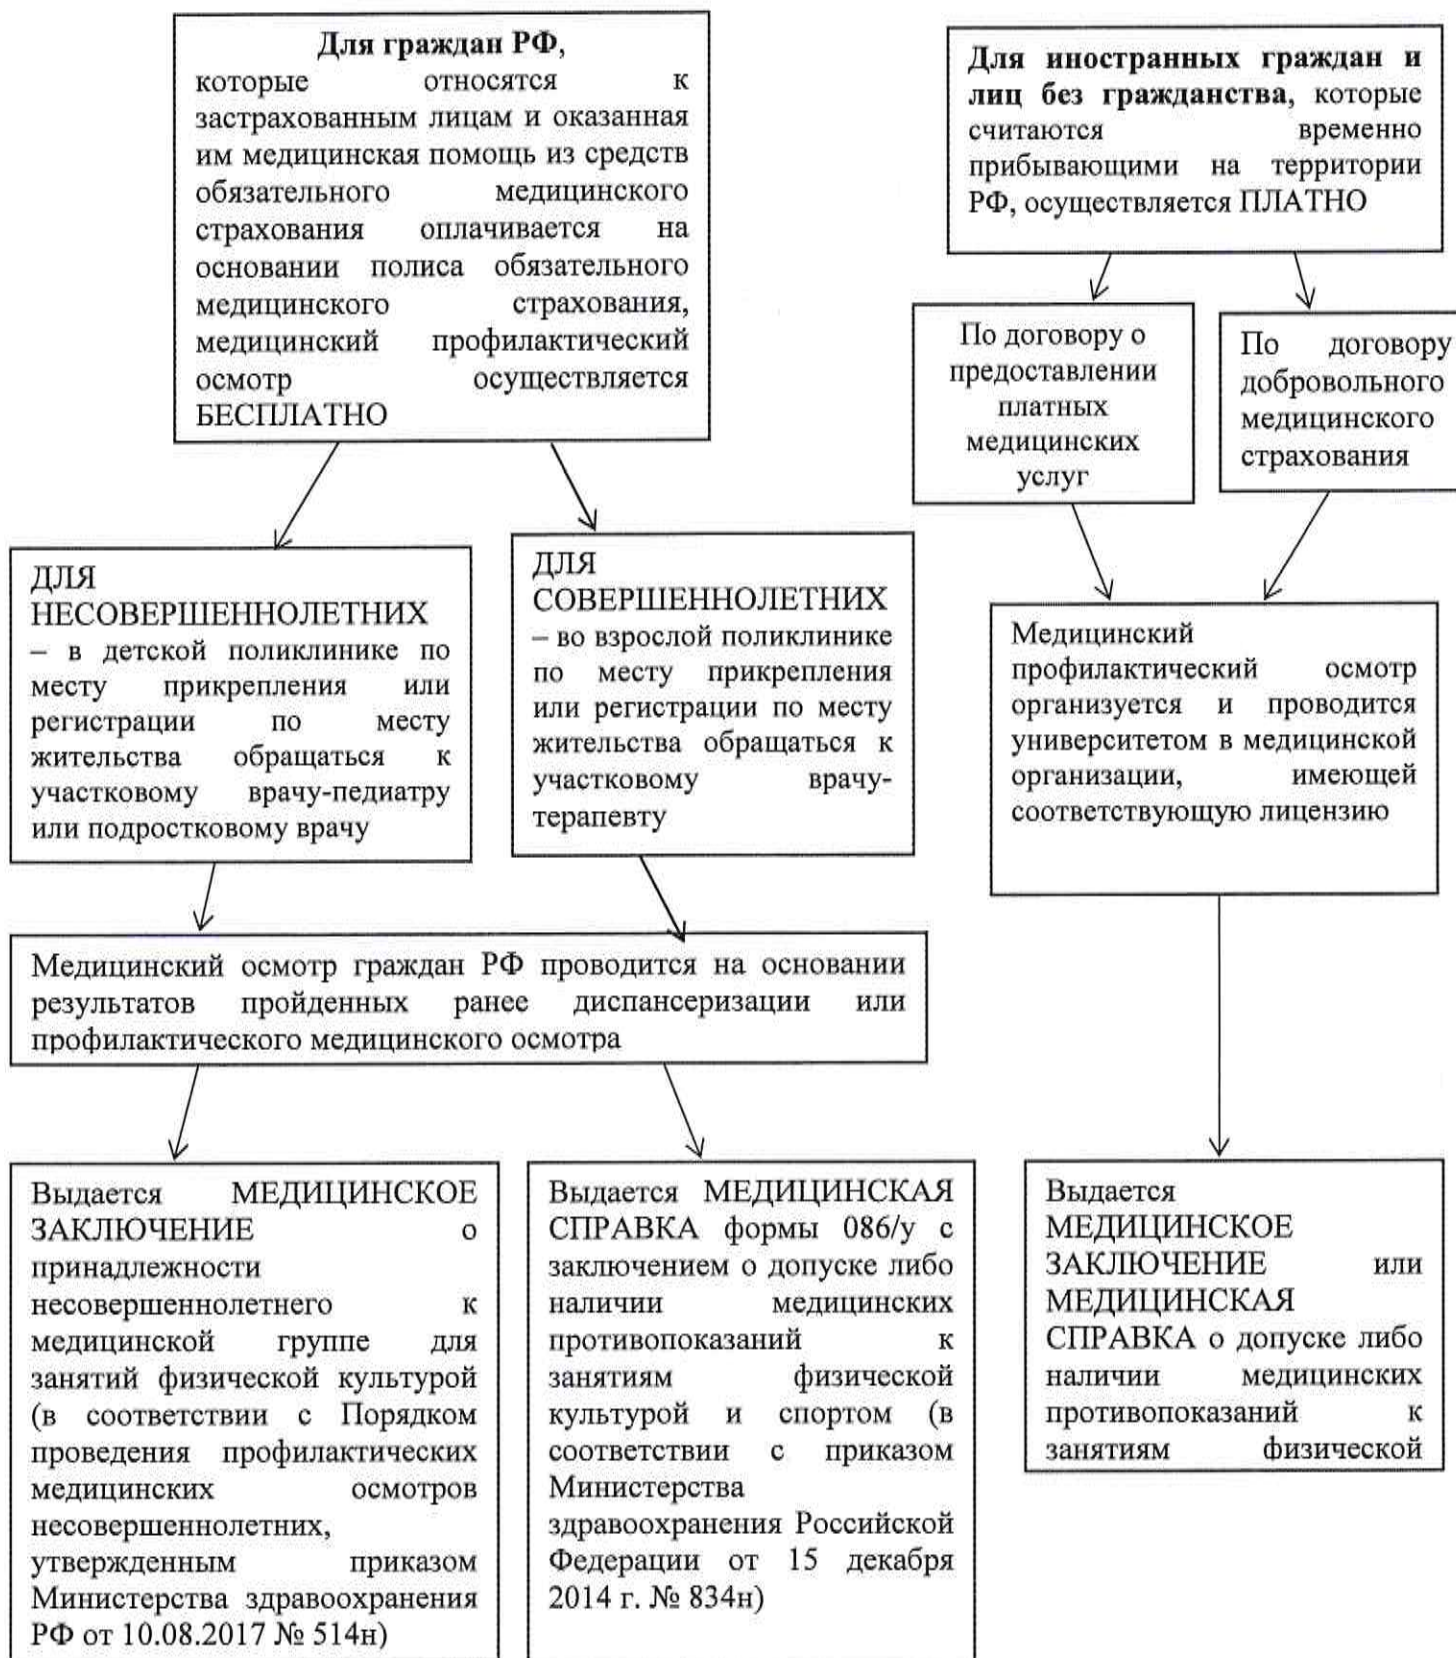 Для граждан РФ,
которые относятся к
застрахованным лицам и оказанная
им медицинская помощь из средств
обязательного медицинского
страхования оплачивается на
основании полиса обязательного
медицинского страхования,
медицинский профилактический
осмотр осуществляется
БЕСПЛАТНО
Для иностранных граждан и
лиц без гражданства, которые
считаются временно
прибывающими на территории
РФ, осуществляется ПЛАТНО
По договору о
предоставлении
платных
медицинских
услуг
По договору
добровольного
медицинского
страхования
ДЛЯ
НЕСОВЕРШЕННОЛЕТНИХ
– в детской поликлинике по
месту прикрепления или
регистрации по месту
жительства обращаться к
участковому врачу-педиатру
или подростковому врачу
ДЛЯ
СОВЕРШЕННОЛЕТНИХ
– во взрослой поликлинике
по месту прикрепления
или регистрации по месту
жительства обращаться к
участковому врачу-
терапевту
Медицинский
профилактический осмотр
организуется и проводится
университетом в медицинской
организации, имеющей
соответствующую лицензию
Медицинский осмотр граждан РФ проводится на основании
результатов пройденных ранее диспансеризации или
профилактического медицинского осмотра
Выдается МЕДИЦИНСКОЕ
ЗАКЛЮЧЕНИЕ о
принадлежности
несовершеннолетнего к
медицинской группе для
занятий физической культурой
(в соответствии с Порядком
проведения профилактических
медицинских осмотров
несовершеннолетних,
утвержденным приказом
Министерства здравоохранения
РФ от 10.08.2017 № 514н)
Выдается МЕДИЦИНСКАЯ
СПРАВКА формы 086/у с
заключением о допуске либо
наличии медицинских
противопоказаний к
занятиям физической
культурой и спортом (в
соответствии с приказом
Министерства
здравоохранения Российской
Федерации от 15 декабря
2014 г. № 834н)
Выдается
МЕДИЦИНСКОЕ
ЗАКЛЮЧЕНИЕ или
МЕДИЦИНСКАЯ
СПРАВКА о допуске либо
наличии медицинских
противопоказаний к
занятиям физической